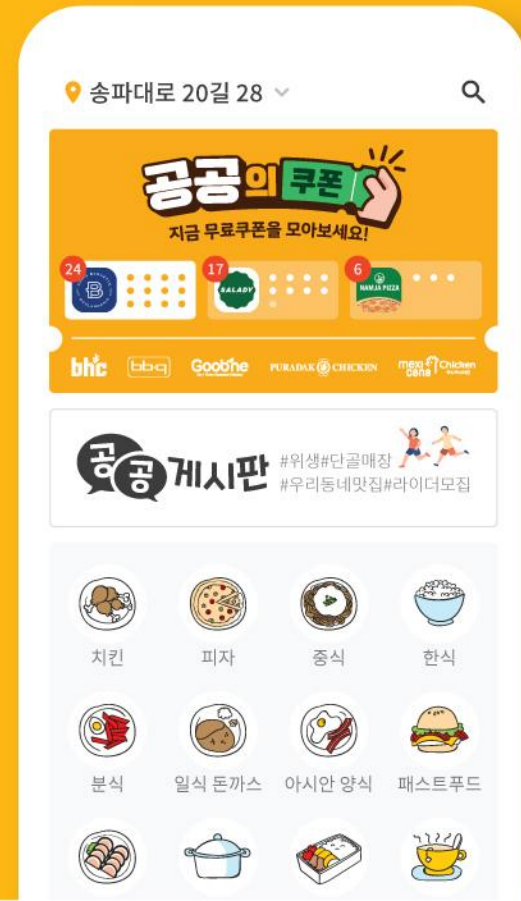 송파대로 20길 28
공공의 쿠폰
지금 무료쿠폰을 모아보세요!
24
17
6
B
SALADY
NAMJA PIZZA
bhc
bbq
Goobne
PURADAK CHICKEN
mexicana Chicken
공공 게시판
#위생#단골매장
#우리동네맛집#라이더모집
치킨
피자
중식
한식
분식
일식 돈까스
아시안 양식
패스트푸드